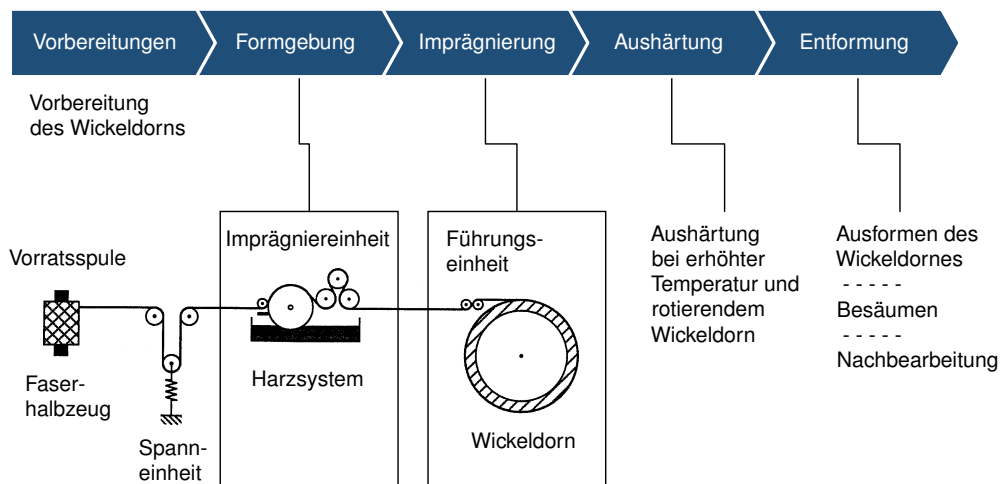 Vorbereitungen
Formgebung
Imprägnierung
Aushärtung
Entformung
Vorbereitung
des Wickeldorns
Vorratsspule
Faser-
halbzeug
Spann-
einheit
Imprägniereinheit
Harzsystem
Führungs-
einheit
Wickeldorn
Aushärtung
bei erhöhter
Temperatur und
rotierendem
Wickeldorn
Ausformen des
Wickeldornes
- - - - -
Besäumen
- - - - -
Nachbearbeitung